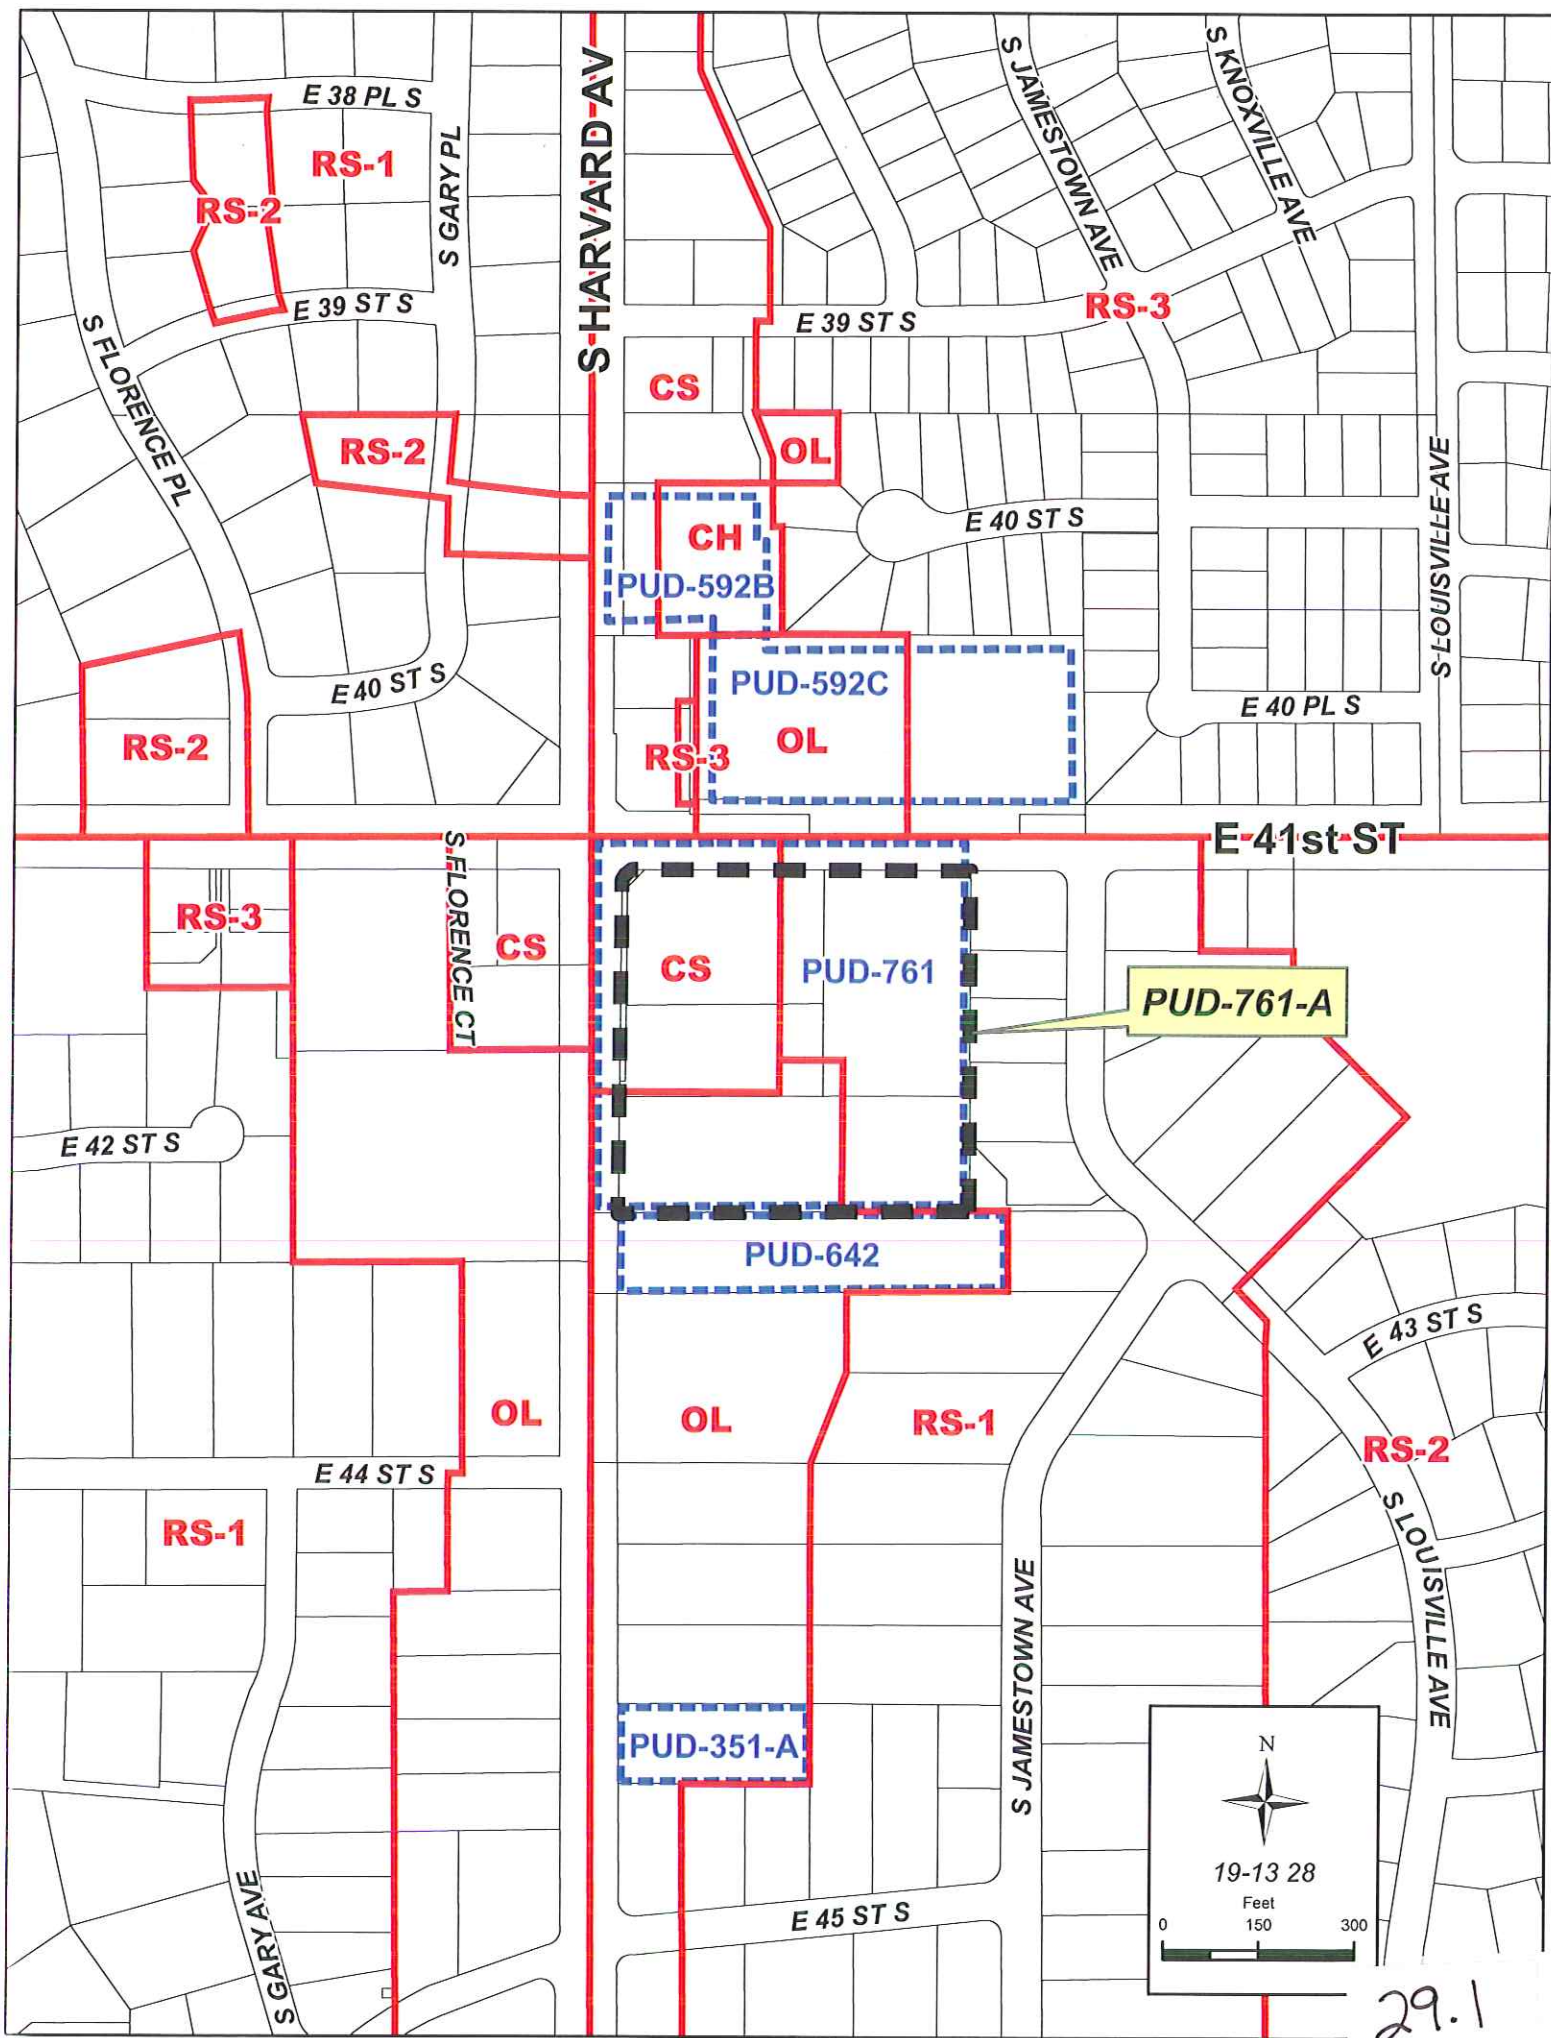 E 38 PL S
S HARVARD AV
S JAMESTOWN AVE
S KNOXVILLE AVE
RS-1
RS-2
S GARY PL
E 39 ST S
E 39 ST S
RS-3
S FLORENCE PL
CS
RS-2
OL
CH
E 40 ST S
S LOUISVILLE AVE
PUD-592B
E 40 ST S
PUD-592C
E 40 PL S
RS-2
RS-3
OL
E 41st ST
S FLORENCE CT
RS-3
CS
CS
PUD-761
PUD-761-A
E 42 ST S
PUD-642
E 43 ST S
OL
OL
RS-1
RS-2
E 44 ST S
RS-1
S LOUISVILLE AVE
S JAMESTOWN AVE
PUD-351-A
N
19-13 28
Feet
0 150 300
S GARY AVE
E 45 ST S
29.1